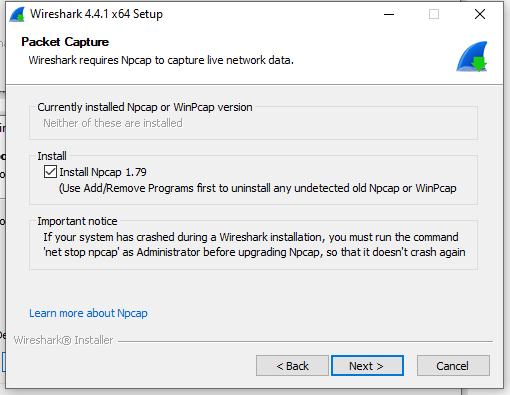 Wireshark 4.4.1 x64 Setup
Packet Capture
Wireshark requires Npcap to capture live network data.
Currently installed Npcap or WinPcap version
Neither of these are installed
Install
Install Npcap 1.79
(Use Add/Remove Programs first to uninstall any undetected old Npcap or WinPcap
Important notice
If your system has crashed during a Wireshark installation, you must run the command
'net stop npcap' as Administrator before upgrading Npcap, so that it doesn't crash again
Learn more about Npcap
Wireshark® Installer
< Back
Next >
Cancel